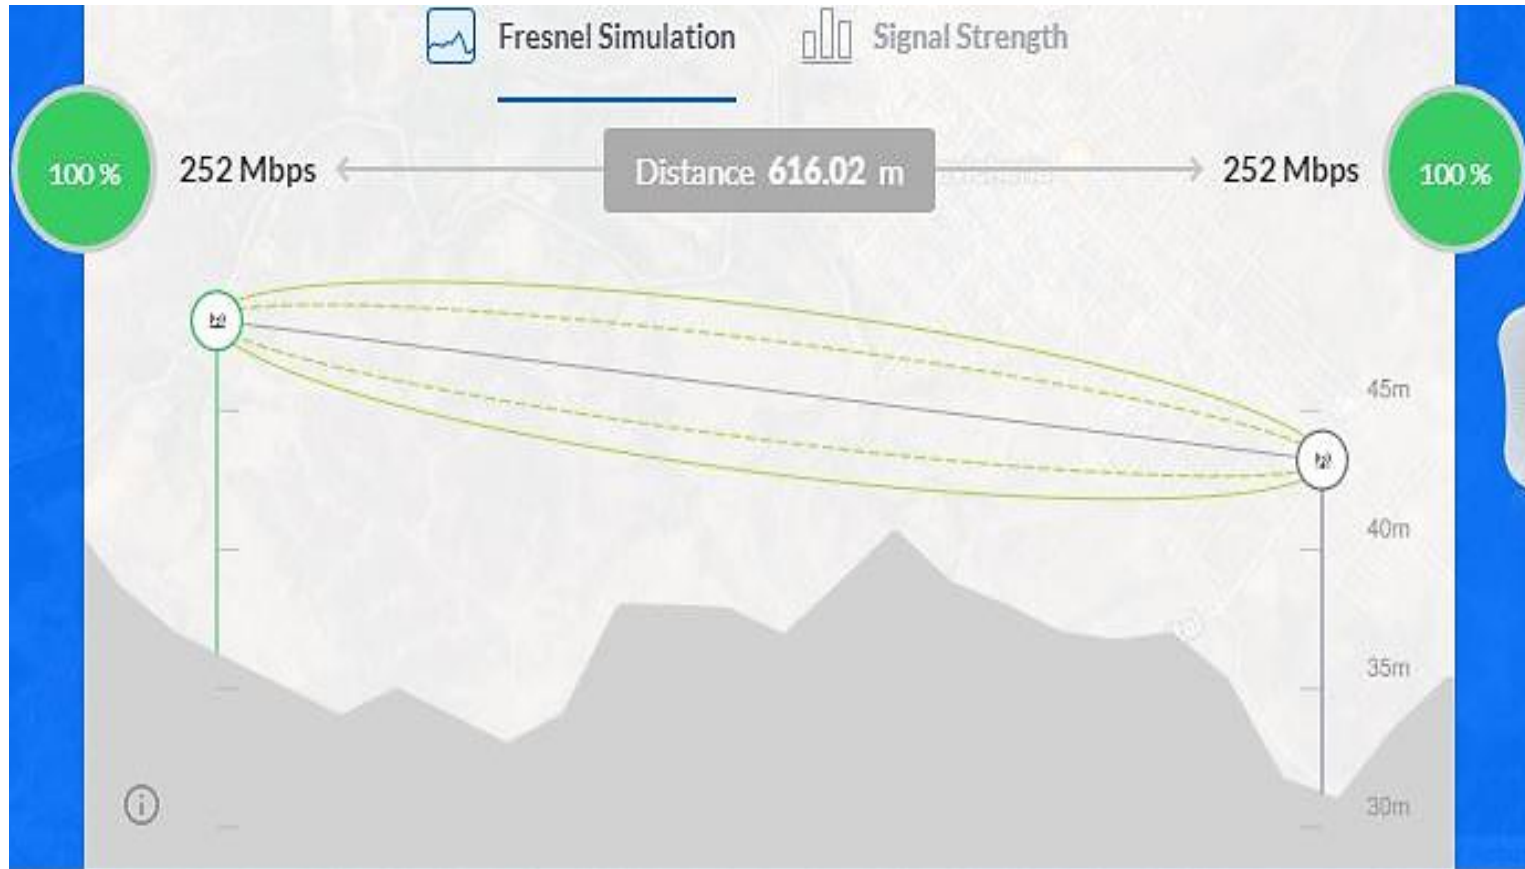 Fresnel Simulation
Signal Strength
100 %
252 Mbps
Distance 616.02 m
252 Mbps
100 %
45m
40m
35m
30m